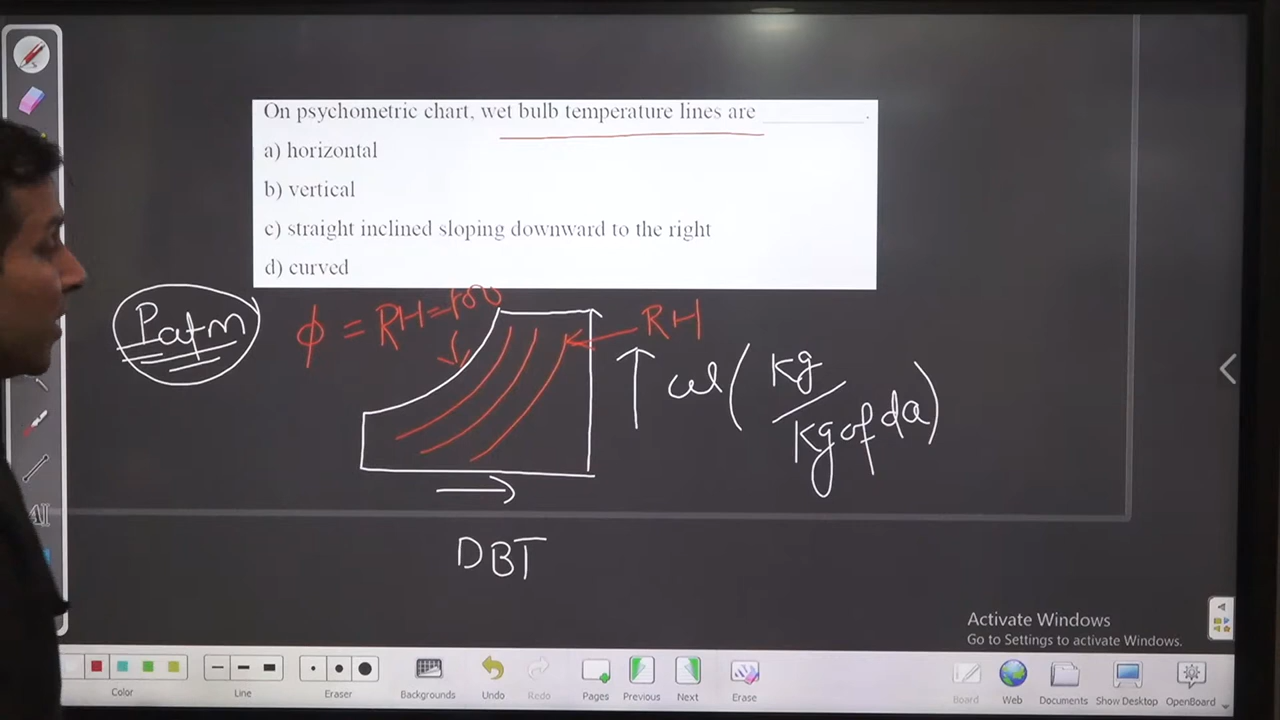 On psychometric chart, wet bulb temperature lines are ___________.
a) horizontal
b) vertical
c) straight inclined sloping downward to the right
d) curved
Patm
ϕ = RH=100
RH
ω (kg/kg of da)
DBT
AI
Activate Windows
Go to Settings to activate Windows.
Color
Line
Eraser
Backgrounds
Undo
Redo
Pages
Previous
Next
Erase
Board
Web
Documents
Show Desktop
OpenBoard